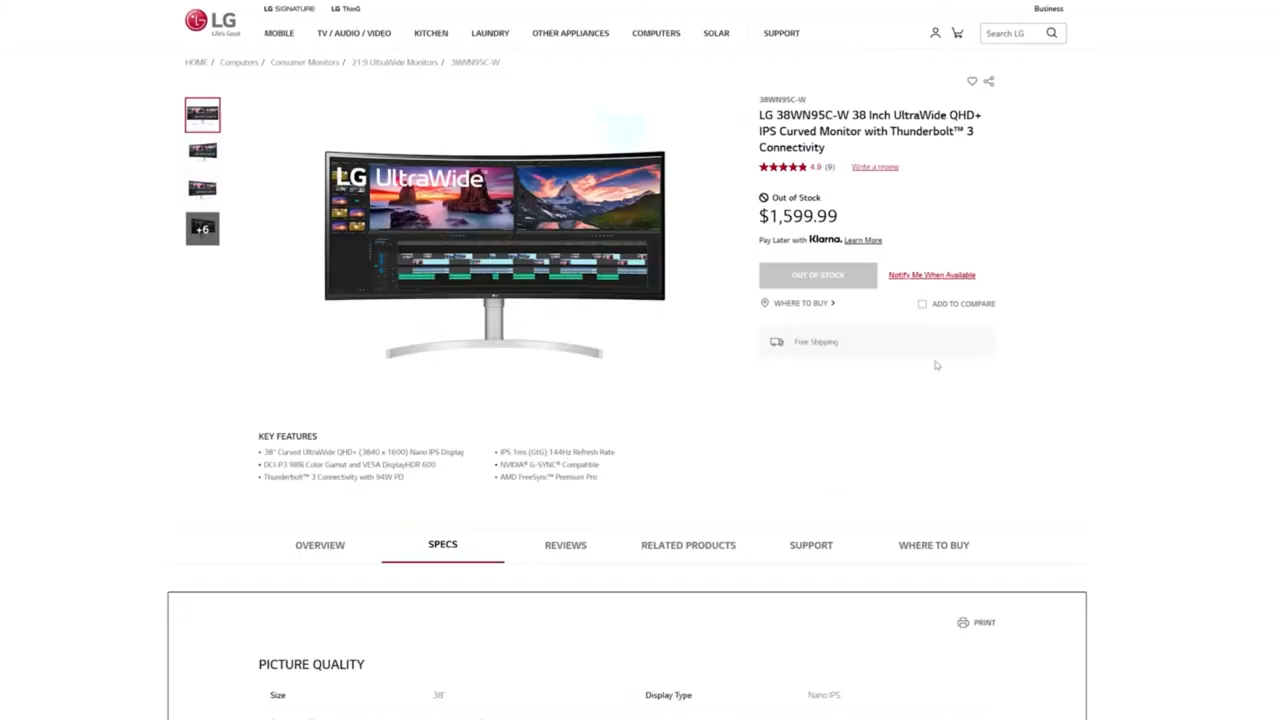 LG SIGNATURE LG ThinQ Business
LG
Life's Good
MOBILE TV / AUDIO / VIDEO KITCHEN LAUNDRY OTHER APPLIANCES COMPUTERS SOLAR SUPPORT Search LG
HOME / Computers / Consumer Monitors / 21:9 UltraWide Monitors / 38WN95C-W
+6
LG UltraWide™
LG
38WN95C-W
LG 38WN95C-W 38 Inch UltraWide QHD+
IPS Curved Monitor with Thunderbolt™ 3
Connectivity
4.9 (9) Write a review
Out of Stock
$1,599.99
Pay Later with Klarna. Learn More
OUT OF STOCK Notify Me When Available
WHERE TO BUY ADD TO COMPARE
Free Shipping
KEY FEATURES
• 38" Curved UltraWide QHD+ (3840 x 1600) Nano IPS Display
• DCI-P3 98% Color Gamut and VESA DisplayHDR 600
• Thunderbolt™ 3 Connectivity with 94W PD
• IPS 1ms (GtG) 144Hz Refresh Rate
• NVIDIA® G-SYNC® Compatible
• AMD FreeSync™ Premium Pro
OVERVIEW SPECS REVIEWS RELATED PRODUCTS SUPPORT WHERE TO BUY
PRINT
PICTURE QUALITY
Size 38" Display Type Nano IPS